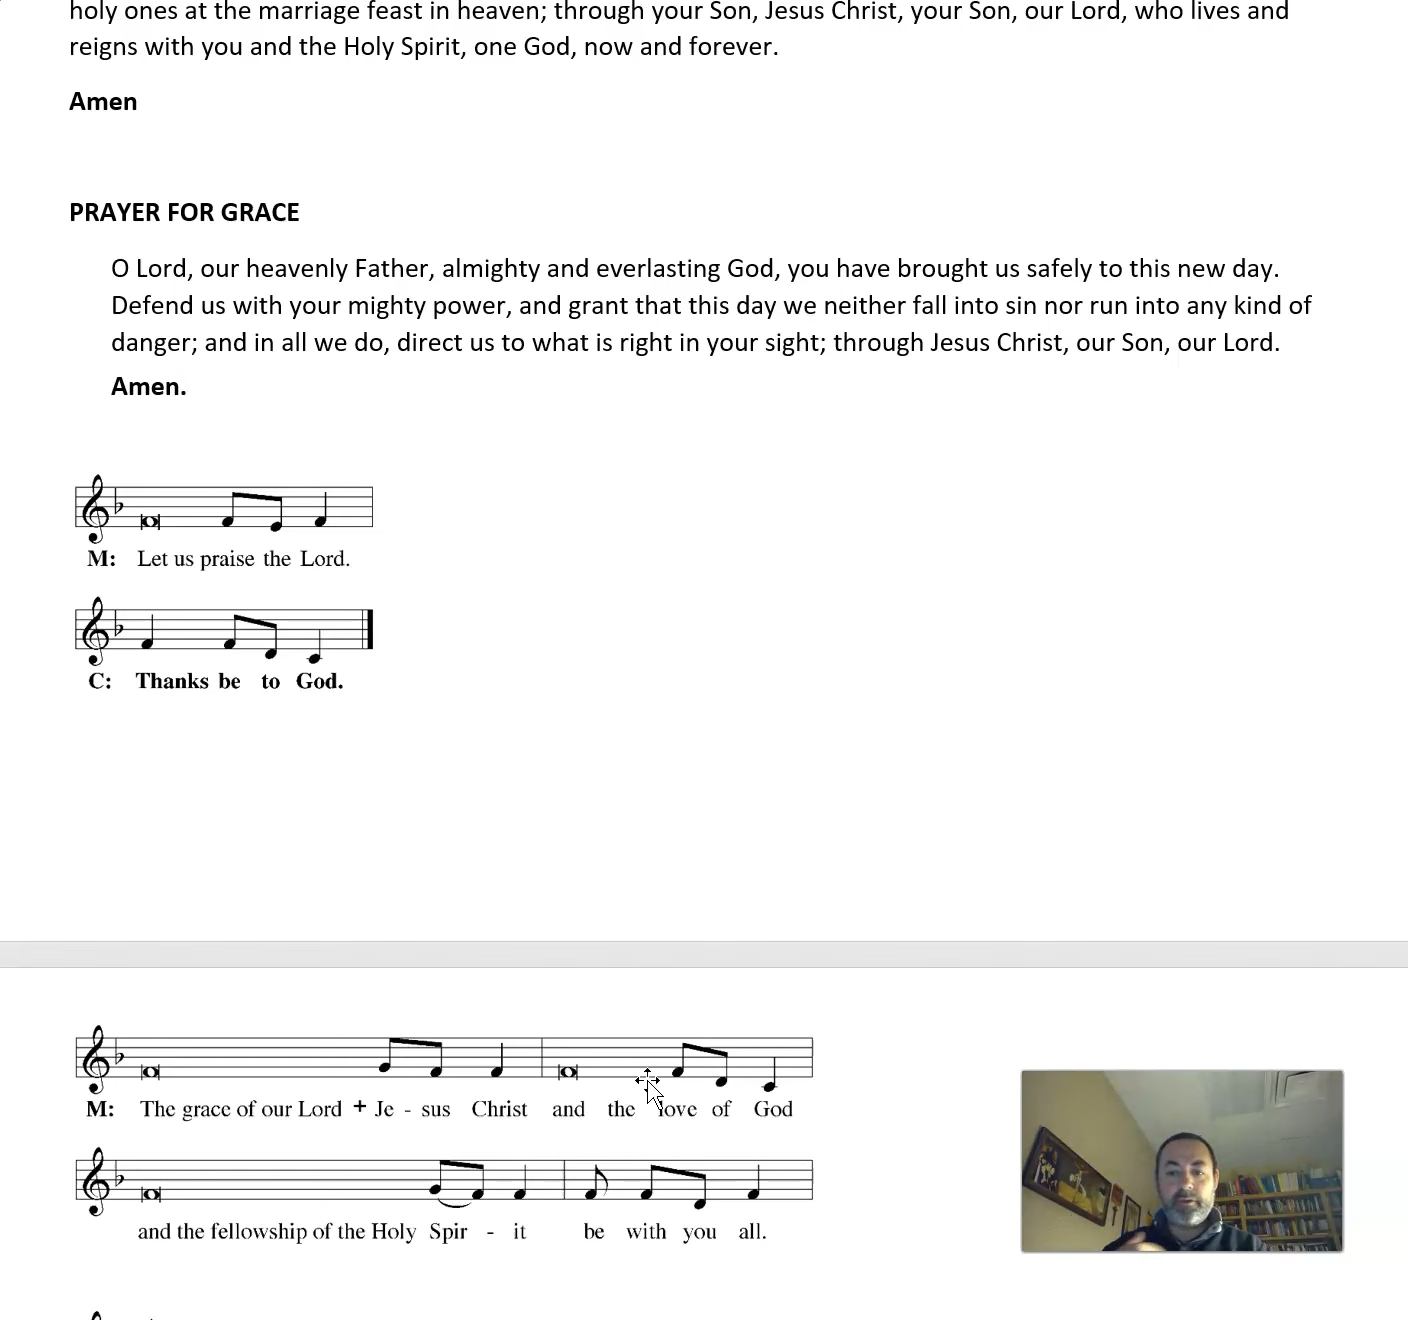 holy ones at the marriage feast in heaven; through your Son, Jesus Christ, your Son, our Lord, who lives and
reigns with you and the Holy Spirit, one God, now and forever.
Amen
PRAYER FOR GRACE
O Lord, our heavenly Father, almighty and everlasting God, you have brought us safely to this new day.
Defend us with your mighty power, and grant that this day we neither fall into sin nor run into any kind of
danger; and in all we do, direct us to what is right in your sight; through Jesus Christ, our Son, our Lord.
Amen.
M: Let us praise the Lord.
C: Thanks be to God.
M: The grace of our Lord + Je - sus Christ and the love of God
and the fellowship of the Holy Spir - it be with you all.